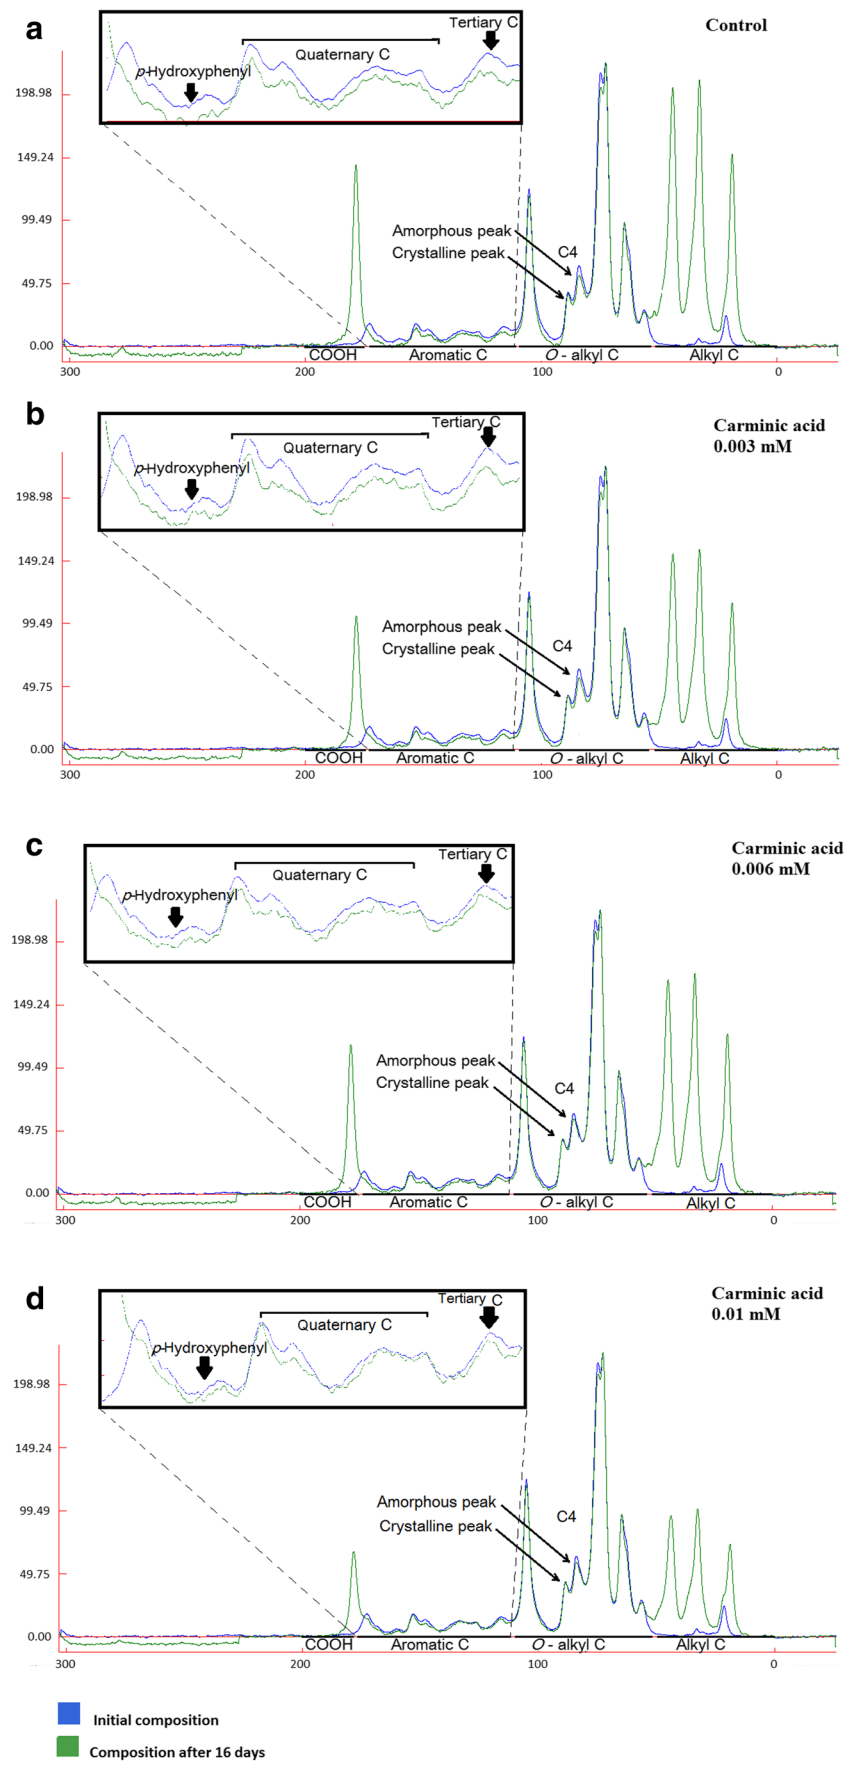 a
Control
Tertiary C
Quaternary C
p-Hydroxyphenyl
198.98
149.24
99.49
49.75
0.00
Amorphous peak
Crystalline peak
C4
COOH
Aromatic C
O - alkyl C
Alkyl C
300
200
100
0
b
Carminic acid
0.003 mM
Tertiary C
Quaternary C
p-Hydroxyphenyl
198.98
149.24
99.49
49.75
0.00
Amorphous peak
Crystalline peak
C4
COOH
Aromatic C
O - alkyl C
Alkyl C
300
200
100
0
c
Carminic acid
0.006 mM
Tertiary C
Quaternary C
p-Hydroxyphenyl
198.98
149.24
99.49
49.75
0.00
Amorphous peak
Crystalline peak
C4
COOH
Aromatic C
O - alkyl C
Alkyl C
300
200
100
0
d
Carminic acid
0.01 mM
Tertiary C
Quaternary C
p-Hydroxyphenyl
198.98
149.24
99.49
49.75
0.00
Amorphous peak
Crystalline peak
C4
COOH
Aromatic C
O - alkyl C
Alkyl C
300
200
100
0
Initial composition
Composition after 16 days